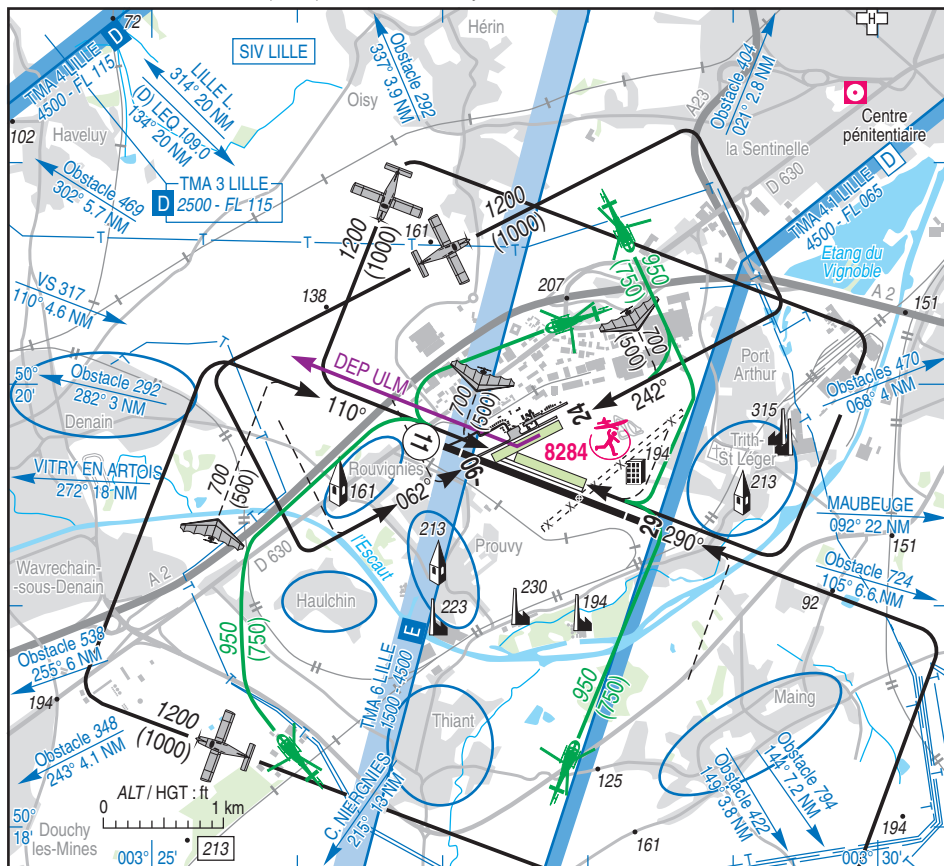 72
TMA 4 LILLE D
4500 - FL 115
SIV LILLE
LILLE L.
314° 20 NM
(D) LEQ 109.0
134° 20 NM
Obstacle 292
337° 3.9 NM
Hérin
Oisy
Obstacle 404
021° 2.8 NM
A23
H
Centre
pénitentiaire
la Sentinelle
D 630
102
Haveluy
Obstacle 469
302° 5.7 NM
TMA 3 LILLE
D 2500 - FL 115
TMA 4.1 LILLE D
4500 - FL 065
1200
(1000)
161
1200
(1000)
950
(750)
Etang du
Vignoble
VS 317
110° 4.6 NM
138
207
A 2
151
700
(500)
50°
20'
Obstacle 292
282° 3 NM
Denain
DEP ULM
110°
700
(500)
24
242°
Port
Arthur
Obstacles 470
068° 4 NM
315
11
06
8284
194
Trith-
St Léger
213
VITRY EN ARTOIS
272° 18 NM
700
(500)
Rouvignies
161
062°
213
Prouvy
29
290°
MAUBEUGE
092° 22 NM
151
Wavrechain-
sous-Denain
A 2
D 630
l'Escaut
Haulchin
223
230
194
Obstacle 724
105° 6.6 NM
92
Obstacle 538
255° 6 NM
950
(750)
E
TMA 6 LILLE
1500 - 4500
194
950
(750)
Maing
Thiant
1200
(1000)
Obstacle 348
243° 4.1 NM
125
Obstacle 794
144° 7.2 NM
Obstacle 422
149° 3.8 NM
ALT / HGT : ft
0 1 km
C. NIERGNIES
215° 13 NM
50°
18'
Douchy
les-Mines
213
161
194
003° 25'
003° 30'